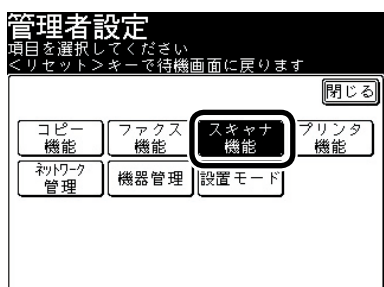 管理者設定
項目を選択してください
<リセット>キーで待機画面に戻ります
閉じる
コピー機能 ファクス機能 スキャナ機能 プリンタ機能
ネットワーク管理 機器管理 設置モード